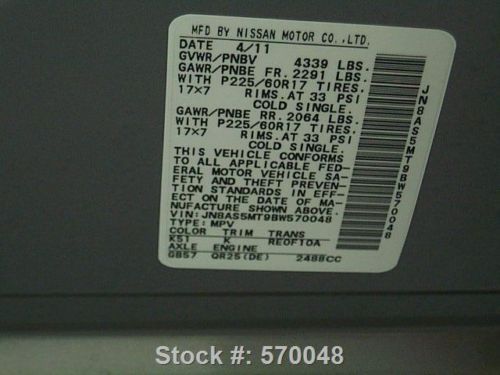 MFD BY NISSAN MOTOR CO.,LTD.
DATE 4/11
GVWR/PNBV 4339 LBS.
GAWR/PNBE FR. 2291 LBS.
WITH P225/60R17 TIRES,
17×7 RIMS.AT 33 PSI
COLD SINGLE.
GAWR/PNBE RR. 2064 LBS.
WITH P225/60R17 TIRES,
17×7 RIMS.AT 33 PSI
COLD SINGLE.
THIS VEHICLE CONFORMS
TO ALL APPLICABLE FED-
ERAL MOTOR VEHICLE SA-
FETY AND THEFT PREVEN-
TION STANDARDS IN EFF-
ECT ON THE DATE OF MA-
NUFACTURE SHOWN ABOVE.
VIN:JN8AS5MT9BW570048
TYPE: MPV
COLOR TRIM TRANS
K51 K RE0F10A
AXLE ENGINE
GB57 QR25(DE) 2488CC
JN8AS5MT9BW570048
Stock #: 570048